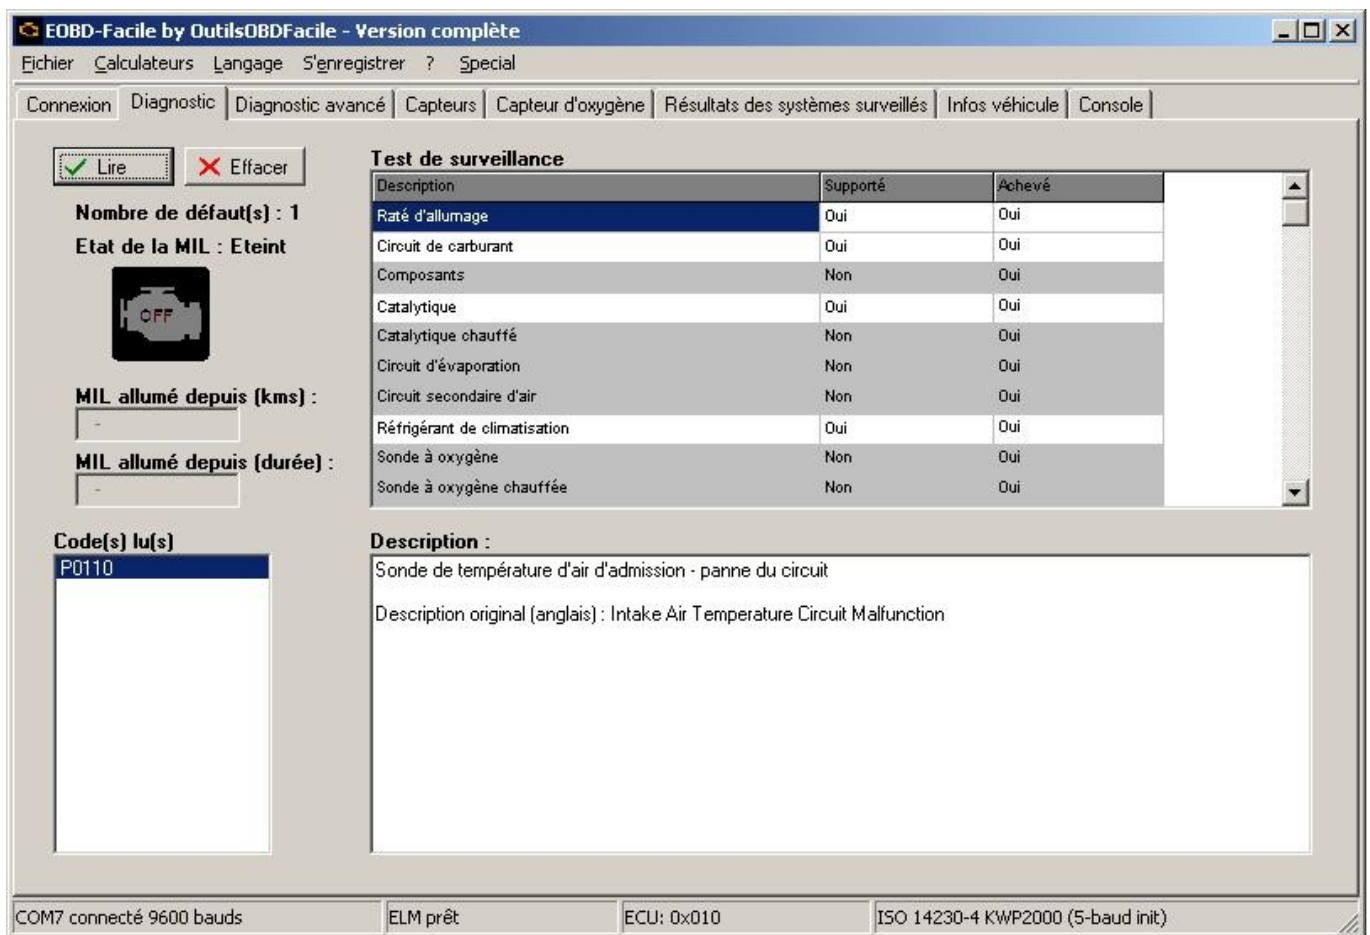 EOBD-Facile by OutilsOBDFacile - Version complète
Fichier Calculateurs Langage S'enregistrer ? Special
Connexion Diagnostic Diagnostic avancé Capteurs Capteur d'oxygène Résultats des systèmes surveillés Infos véhicule Console
Lire Effacer
Nombre de défaut(s) : 1
Etat de la MIL : Eteint
OFF
MIL allumé depuis (kms) :
-
MIL allumé depuis (durée) :
-
Test de surveillance
Description Supporté Achevé
Raté d'allumage Oui Oui
Circuit de carburant Oui Oui
Composants Non Oui
Catalytique Oui Oui
Catalytique chauffé Non Oui
Circuit d'évaporation Non Oui
Circuit secondaire d'air Non Oui
Réfrigérant de climatisation Oui Oui
Sonde à oxygène Non Oui
Sonde à oxygène chauffée Non Oui
Code(s) lu(s)
P0110
Description :
Sonde de température d'air d'admission - panne du circuit
Description original (anglais) : Intake Air Temperature Circuit Malfunction
COM7 connecté 9600 bauds ELM prêt ECU: 0x010 ISO 14230-4 KWP2000 (5-baud init)